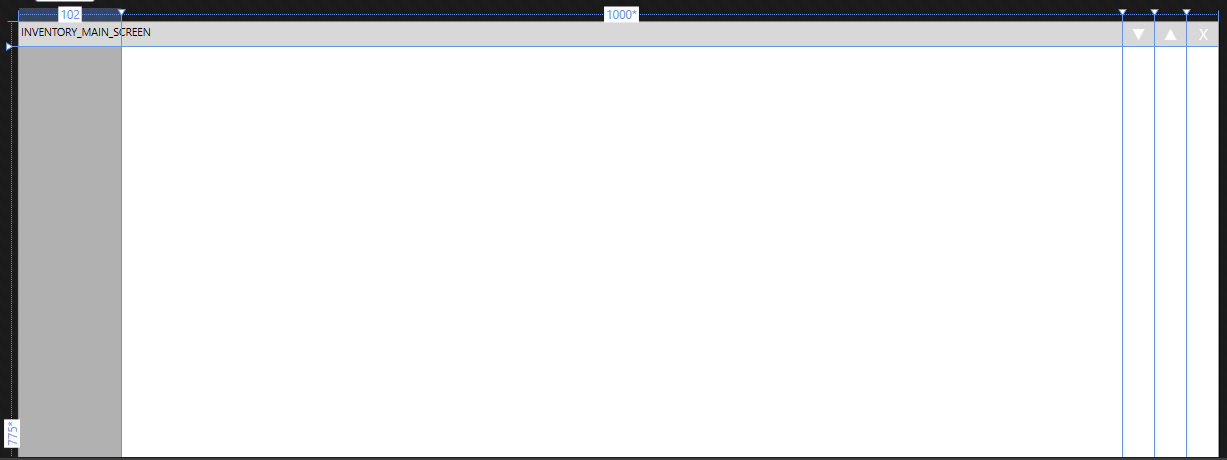 102
1000*
INVENTORY_MAIN_SCREEN
▼ ▲ X
775*